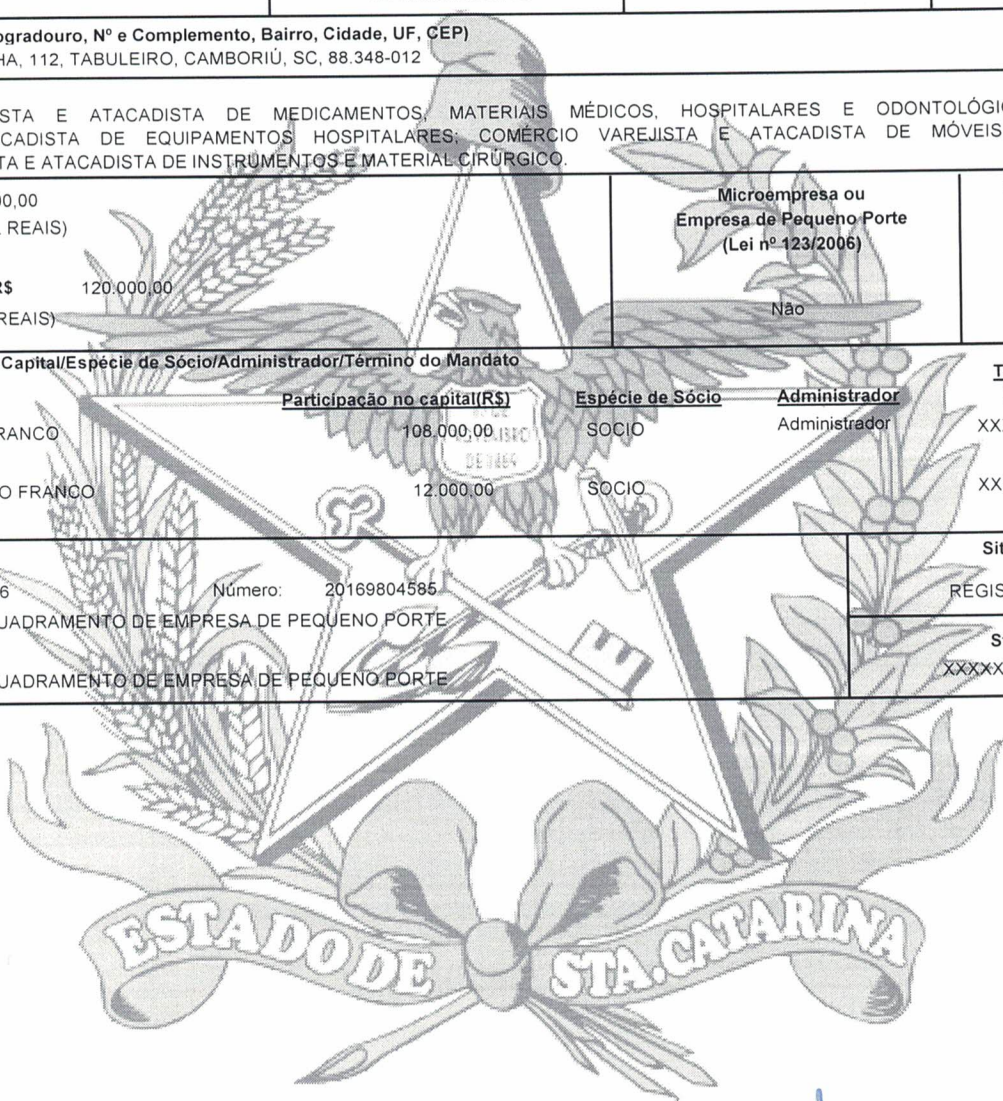 ogradouro, Nº e Complemento, Bairro, Cidade, UF, CEP)
HA, 112, TABULEIRO, CAMBORIÚ, SC, 88.348-012
STA E ATACADISTA DE MEDICAMENTOS, MATERIAIS MÉDICOS, HOSPITALARES E ODONTOLÓGI
CADISTA DE EQUIPAMENTOS HOSPITALARES; COMÉRCIO VAREJISTA E ATACADISTA DE MÓVEIS
TA E ATACADISTA DE INSTRUMENTOS E MATERIAL CIRÚRGICO.
00,00
REAIS)
R$ 120.000,00
REAIS)
Microempresa ou
Empresa de Pequeno Porte
(Lei nº 123/2006)
Não
Capital/Espécie de Sócio/Administrador/Término do Mandato
Participação no capital(R$) Espécie de Sócio Administrador T
RANCO 108.000,00 SOCIO Administrador XX
O FRANCO 12.000,00 SOCIO XX
6 Número: 20169804585
UADRAMENTO DE EMPRESA DE PEQUENO PORTE
UADRAMENTO DE EMPRESA DE PEQUENO PORTE
Sit
REGIS
S
XXXXX
DE
ESTADO DE STA.CATARINA